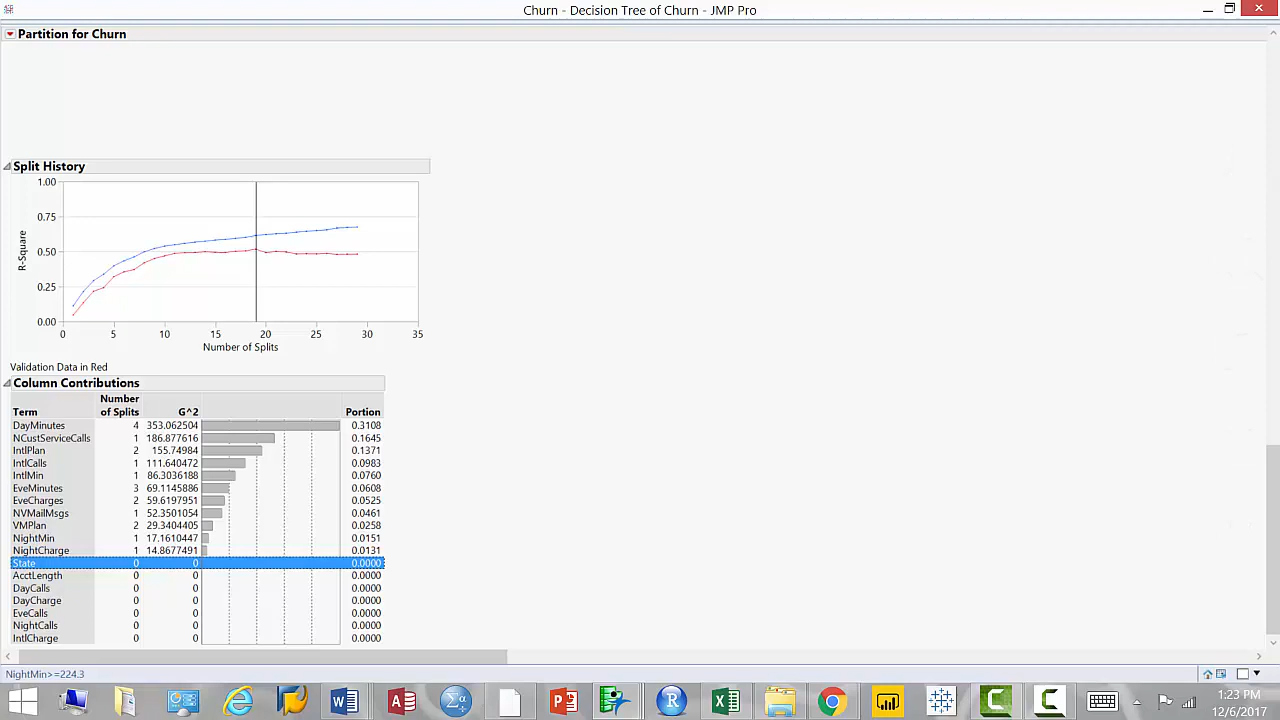 Churn - Decision Tree of Churn - JMP Pro
Partition for Churn
Split History
1.00
0.75
0.50
0.25
0.00
R-Square
0 5 10 15 20 25 30 35
Number of Splits
Validation Data in Red
Column Contributions
Term Number of Splits G^2 Portion
DayMinutes 4 353.062504 0.3108
NCustServiceCalls 1 186.877616 0.1645
IntlPlan 2 155.74984 0.1371
IntlCalls 1 111.640472 0.0983
IntlMin 1 86.3036188 0.0760
EveMinutes 3 69.1145886 0.0608
EveCharges 2 59.6197951 0.0525
NVMailMsgs 1 52.3501054 0.0461
VMPlan 2 29.3404405 0.0258
NightMin 1 17.1610447 0.0151
NightCharge 1 14.8677491 0.0131
State 0 0 0.0000
AcctLength 0 0 0.0000
DayCalls 0 0 0.0000
DayCharge 0 0 0.0000
EveCalls 0 0 0.0000
NightCalls 0 0 0.0000
IntlCharge 0 0 0.0000
NightMin>=224.3
1:23 PM
12/6/2017